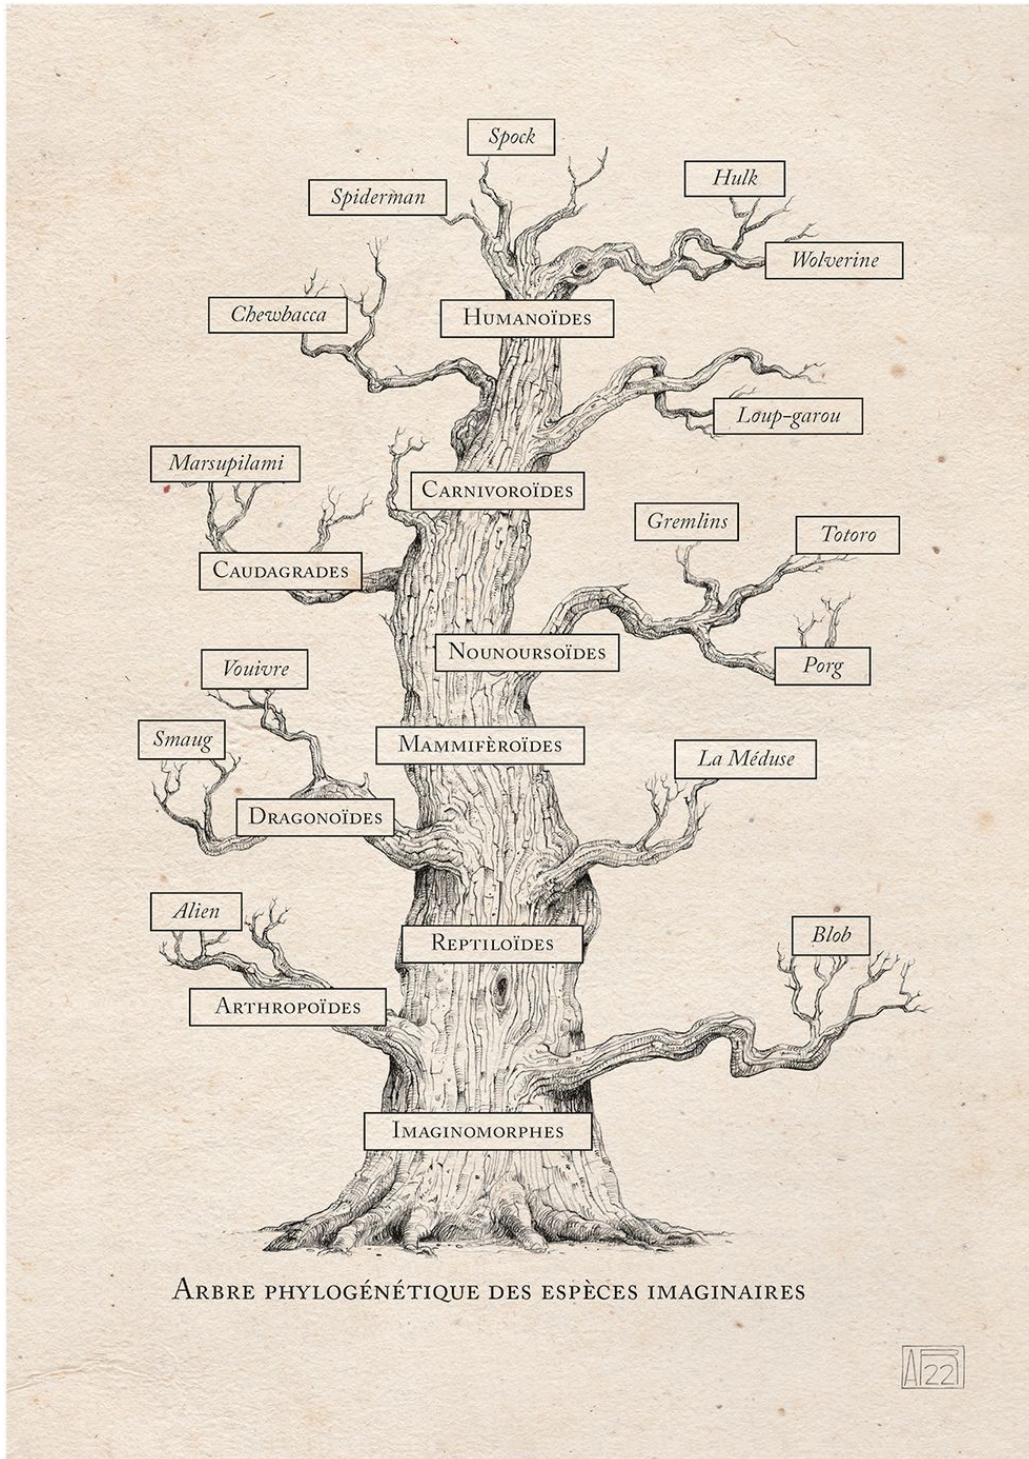 Spock
Hulk
Spiderman
Wolverine
Chewbacca
HUMANOÏDES
Loup-garou
Marsupilami
CARNIVOROÏDES
Gremlins
Totoro
CAUDAGRADES
NOUNOURSOÏDES
Vouivre
Porg
Smaug
MAMMIFÈROÏDES
La Méduse
DRAGONOÏDES
Alien
Blob
REPTILOÏDES
ARTHROPOÏDES
IMAGINOMORPHES
ARBRE PHYLOGÉNÉTIQUE DES ESPÈCES IMAGINAIRES
22